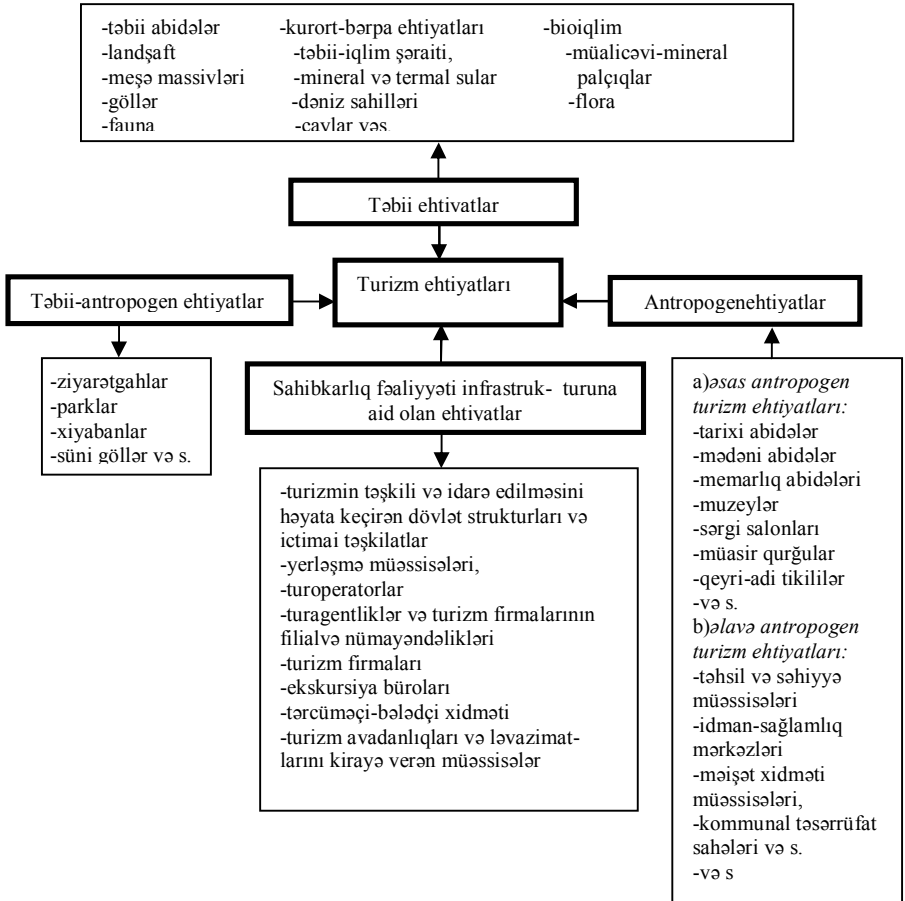 -təbii abidələr -kurort-bərpa ehtiyatları -bioiqlim
-landşaft -təbii-iqlim şəraiti, -müalicəvi-mineral
-meşə massivləri -mineral və termal sular palçıqlar
-göllər -dəniz sahilləri -flora
-fauna -çaylar vəs.
Təbii ehtiyatlar
Turizm ehtiyatları
Təbii-antropogen ehtiyatlar
Antropogenehtiyatlar
-ziyarətgahlar
-parklar
-xiyabanlar
-süni göllər və s.
Sahibkarlıq fəaliyyəti infrastruk- turuna
aid olan ehtiyatlar
-turizmin təşkili və idarə edilməsini
həyata keçirən dövlət strukturları və
ictimai təşkilatlar
-yerləşmə müəssisələri,
-turoperatorlar
-turagentliklər və turizm firmalarının
filialvə nümayəndəlikləri
-turizm firmaları
-ekskursiya büroları
-tərcüməçi-bələdçi xidməti
-turizm avadanlıqları və ləvazimat-
larını kirayə verən müəssisələr
a)əsas antropogen
turizm ehtiyatları:
-tarixi abidələr
-mədəni abidələr
-memarlıq abidələri
-muzeylər
-sərgi salonları
-müasir qurğular
-qeyri-adi tikililər
-və s.
b)əlavə antropogen
turizm ehtiyatları:
-təhsil və səhiyyə
müəssisələri
-idman-sağlamlıq
mərkəzləri
-məişət xidməti
müəssisələri,
-kommunal təsərrüfat
sahələri və s.
-və s